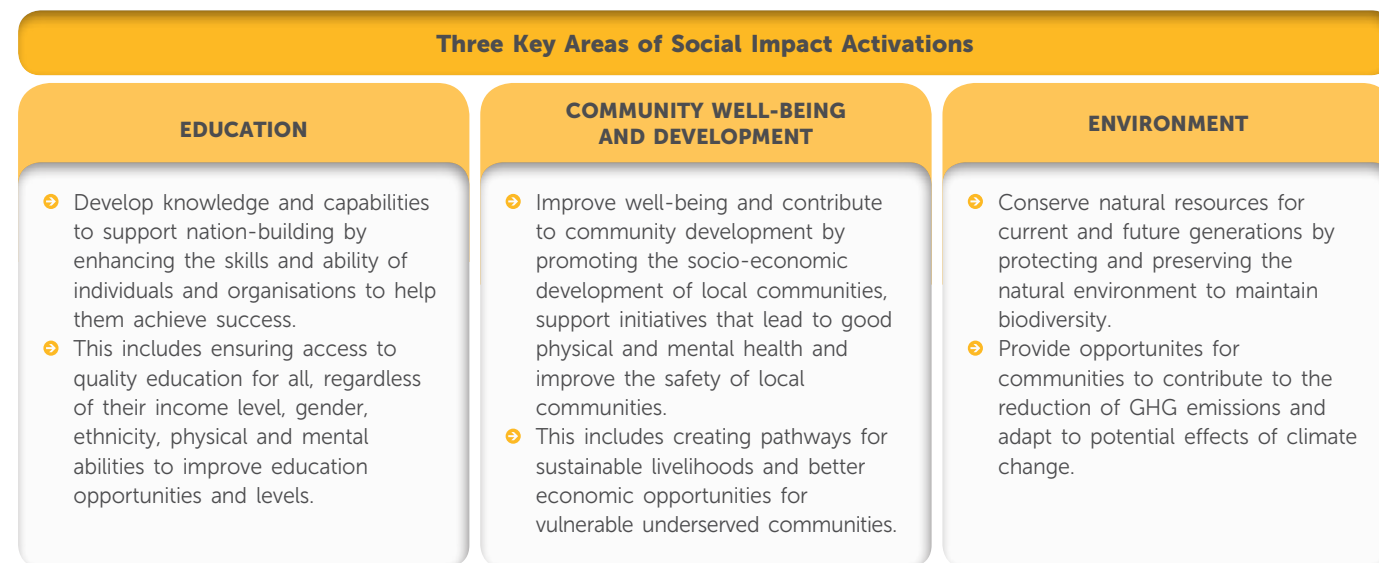 Three Key Areas of Social Impact Activations
EDUCATION
Develop knowledge and capabilities
to support nation-building by
enhancing the skills and ability of
individuals and organisations to help
them achieve success.
This includes ensuring access to
quality education for all, regardless
of their income level, gender,
ethnicity, physical and mental
abilities to improve education
opportunities and levels.
COMMUNITY WELL-BEING
AND DEVELOPMENT
Improve well-being and contribute
to community development by
promoting the socio-economic
development of local communities,
support initiatives that lead to good
physical and mental health and
improve the safety of local
communities.
This includes creating pathways for
sustainable livelihoods and better
economic opportunities for
vulnerable underserved communities.
ENVIRONMENT
Conserve natural resources for
current and future generations by
protecting and preserving the
natural environment to maintain
biodiversity.
Provide opportunites for
communities to contribute to the
reduction of GHG emissions and
adapt to potential effects of climate
change.